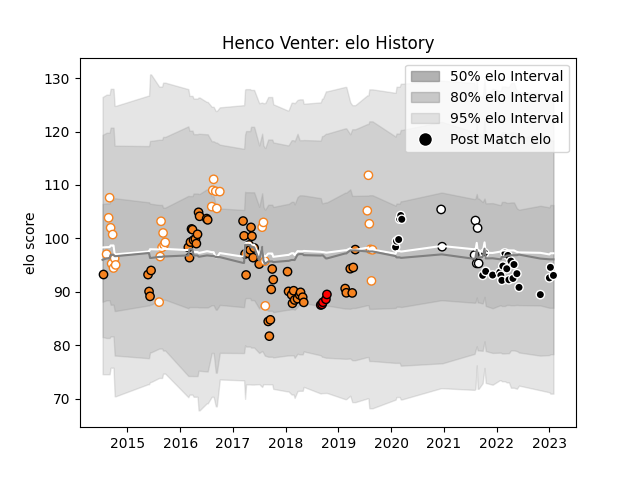 Henco Venter: elo History
50% elo Interval
80% elo Interval
95% elo Interval
Post Match elo
elo score
130
120
110
100
90
80
70
2015 2016 2017 2018 2019 2020 2021 2022 2023